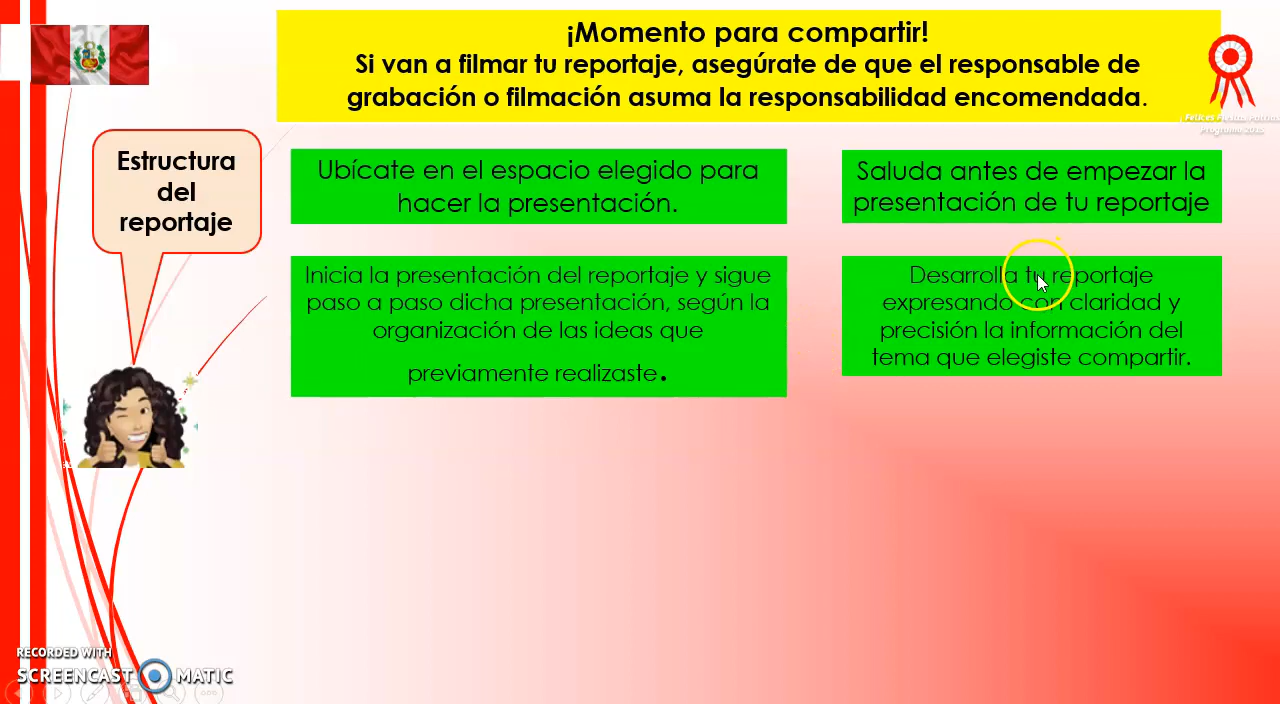 ¡Momento para compartir!
Si van a filmar tu reportaje, asegúrate de que el responsable de
grabación o filmación asuma la responsabilidad encomendada.
Felices Fiestas Patrias
Estructura
del
reportaje
Ubícate en el espacio elegido para
hacer la presentación.
Saluda antes de empezar la
presentación de tu reportaje
Inicia la presentación del reportaje y sigue
paso a paso dicha presentación, según la
organización de las ideas que
previamente realizaste.
Desarrolla tu reportaje
expresando con claridad y
precisión la información del
tema que elegiste compartir.
RECORDED WITH
SCREENCAST MATIC